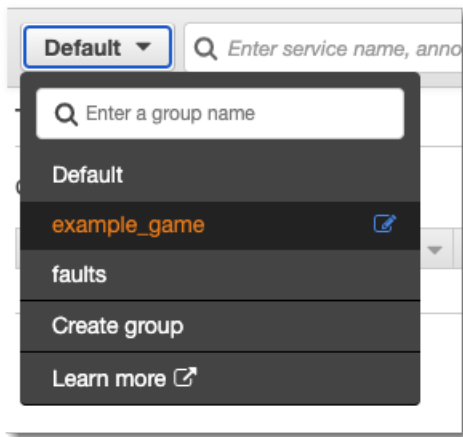 Default
Enter service name, anno
Enter a group name
Default
example_game
faults
Create group
Learn more